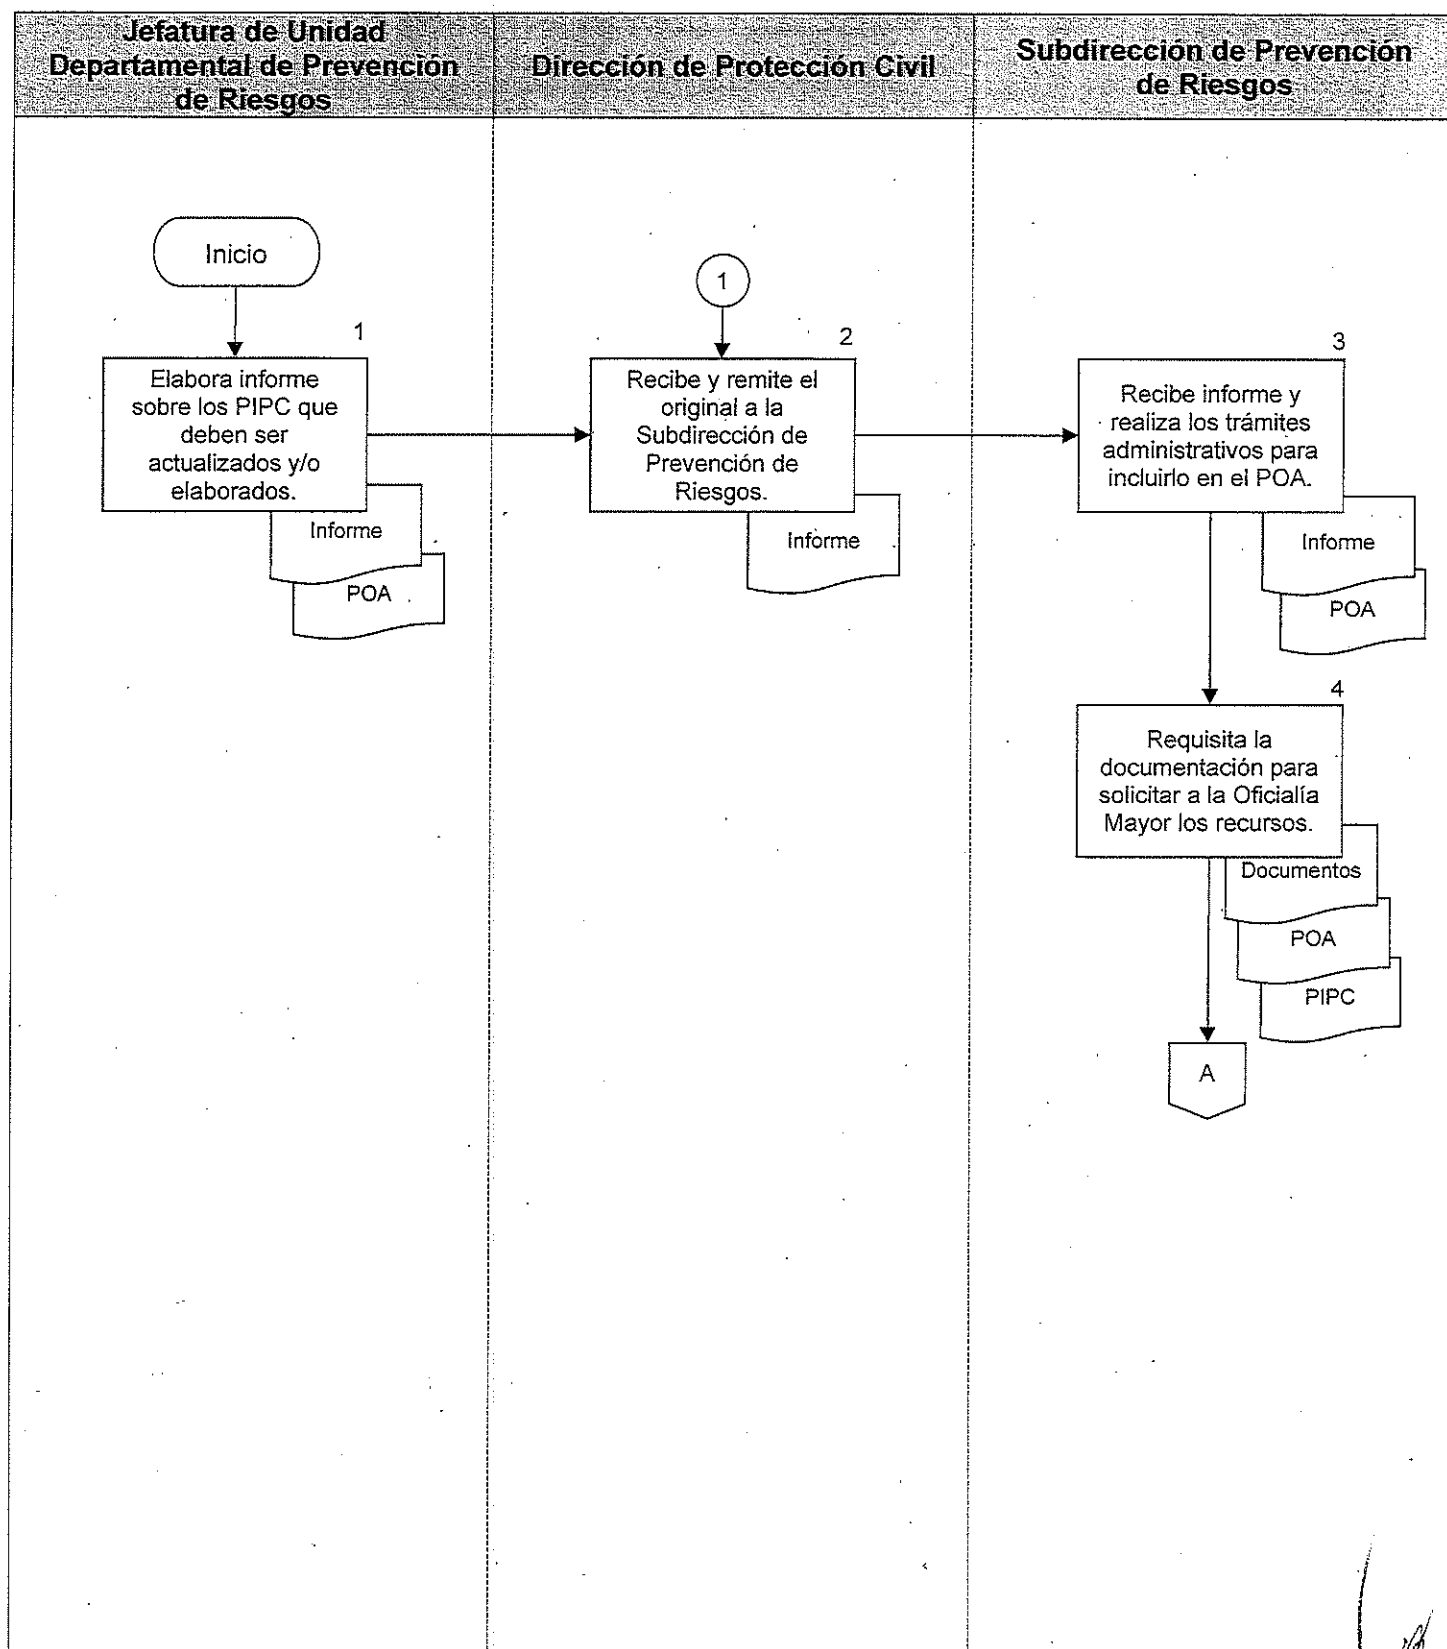 Jefatura de Unidad
Departamental de Prevención
de Riesgos
Dirección de Protección Civil
Subdirección de Prevención
de Riesgos
Inicio
1
Elabora informe
sobre los PIPC que
deben ser
actualizados y/o
elaborados.
Informe
POA
1
2
Recibe y remite el
original a la
Subdirección de
Prevención de
Riesgos.
Informe
3
Recibe informe y
realiza los trámites
administrativos para
incluirlo en el POA.
Informe
POA
4
Requisita la
documentación para
solicitar a la Oficialía
Mayor los recursos.
Documentos
POA
PIPC
A